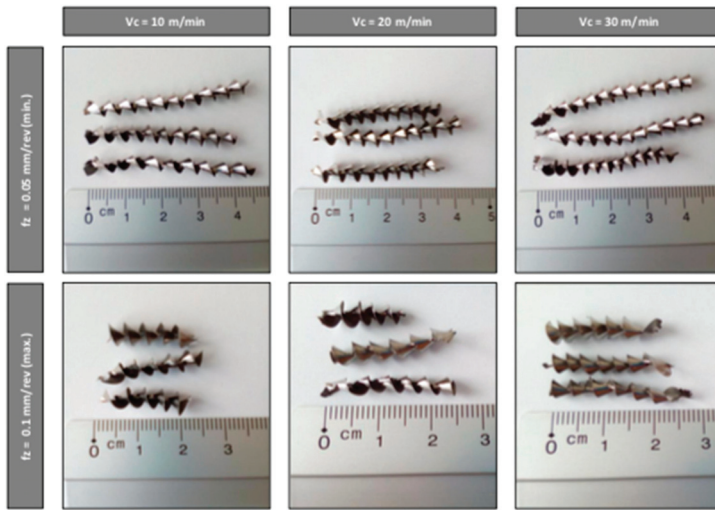 Vc = 10 m/min
Vc = 20 m/min
Vc = 30 m/min
fz = 0.05 mm/rev (min.)
0 cm 1 2 3 4
0 cm 1 2 3 4 5
0 cm 1 2 3 4
fz = 0.1 mm/rev (max.)
0 cm 1 2 3
0 cm 1 2 3
0 cm 1 2 3